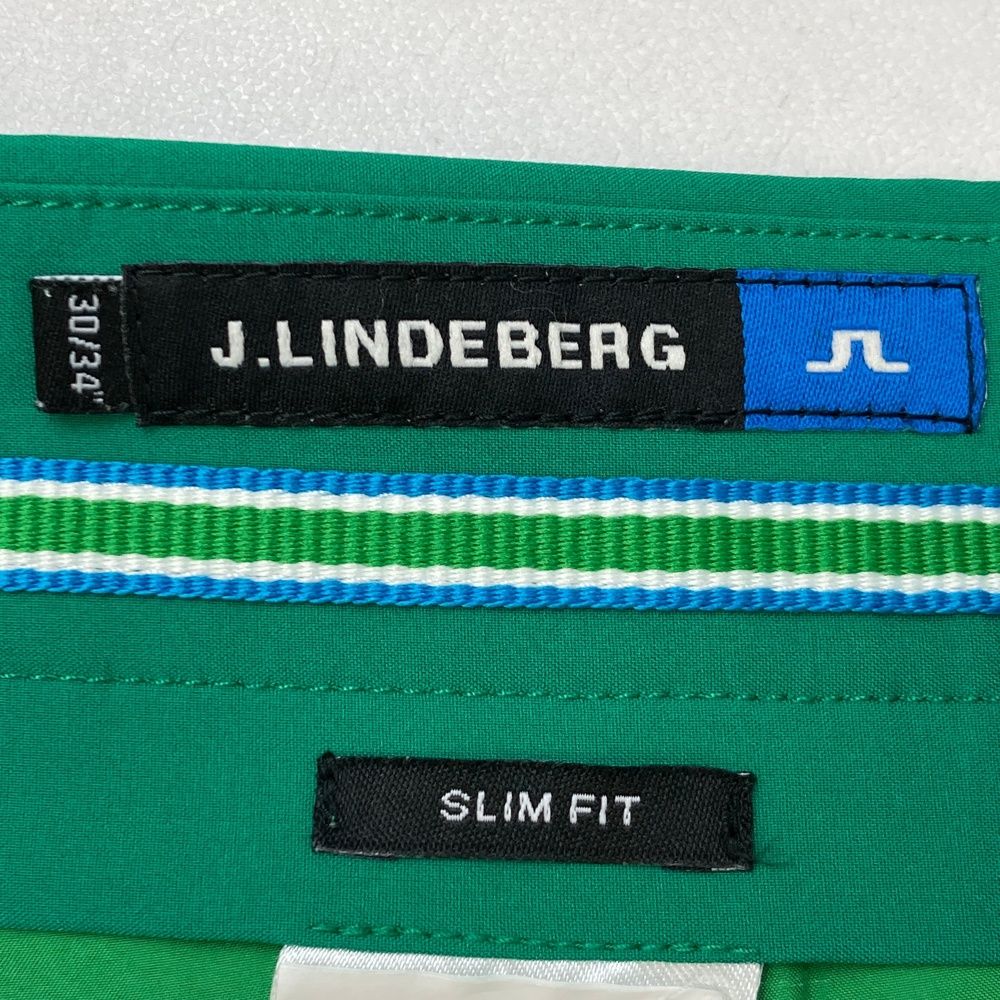 30/34"
J.LINDEBERG
SLIM FIT